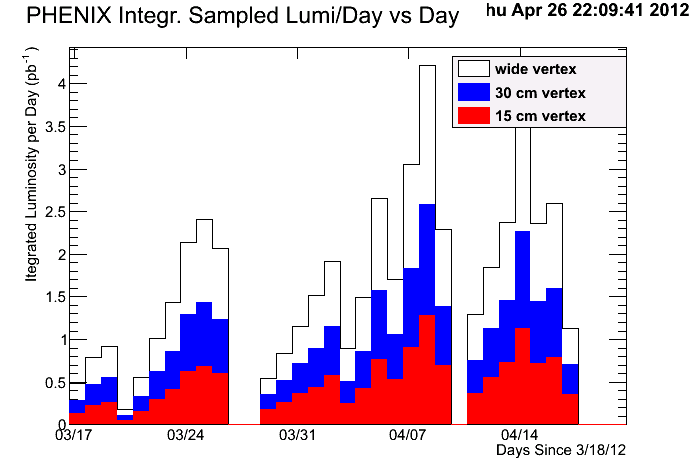 PHENIX Integr. Sampled Lumi/Day vs Day
hu Apr 26 22:09:41 2012
Itegrated Luminosity per Day (pb-1)
wide vertex
30 cm vertex
15 cm vertex
4
3.5
3
2.5
2
1.5
1
0.5
0
03/17 03/24 03/31 04/07 04/14
Days Since 3/18/12